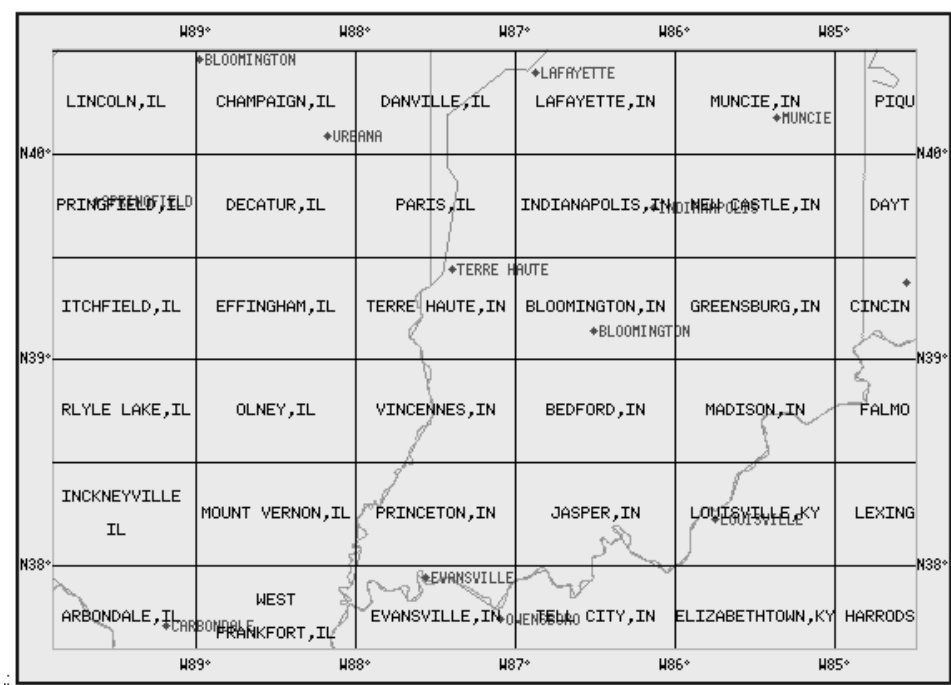 W89° W88° W87° W86° W85°
BLOOMINGTON
LAFAYETTE
LINCOLN,IL CHAMPAIGN,IL DANVILLE,IL LAFAYETTE,IN MUNCIE,IN PIQU
MUNCIE
URBANA
N40° N40°
SPRINGFIELD
PRINGFIELD,IL DECATUR,IL PARIS,IL INDIANAPOLIS,IN NEW CASTLE,IN DAYT
INDIANAPOLIS
TERRE HAUTE
ITCHFIELD,IL EFFINGHAM,IL TERRE HAUTE,IN BLOOMINGTON,IN GREENSBURG,IN CINCIN
BLOOMINGTON
N39° N39°
RLYLE LAKE,IL OLNEY,IL VINCENNES,IN BEDFORD,IN MADISON,IN FALMO
INCKNEYVILLE
IL
MOUNT VERNON,IL PRINCETON,IN JASPER,IN LOUISVILLE,KY LEXING
LOUISVILLE
N38° N38°
EVANSVILLE
WEST
FRANKFORT,IL
ARBONDALE,IL EVANSVILLE,IN TELL CITY,IN ELIZABETHTOWN,KY HARRODS
CARBONDALE OWENSBORO
W89° W88° W87° W86° W85°